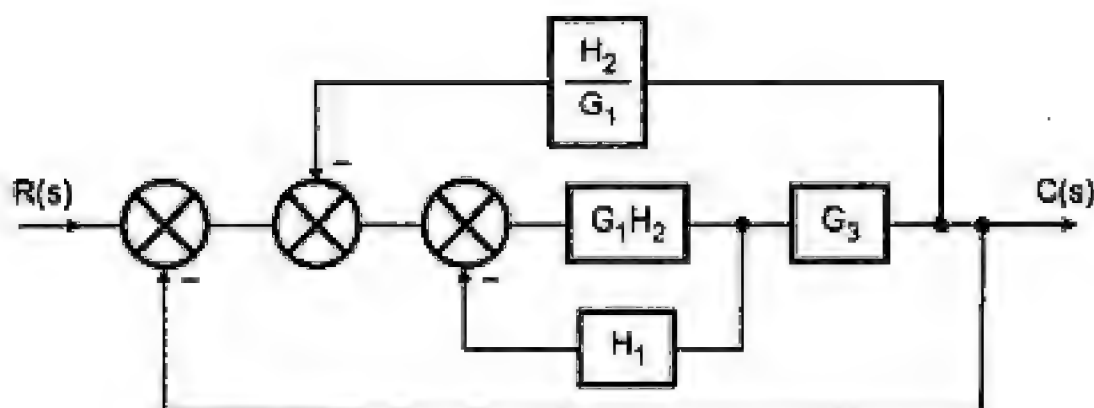 H₂
G₁
−
R(s)
C(s)
G₁H₂
G₃
−
−
H₁